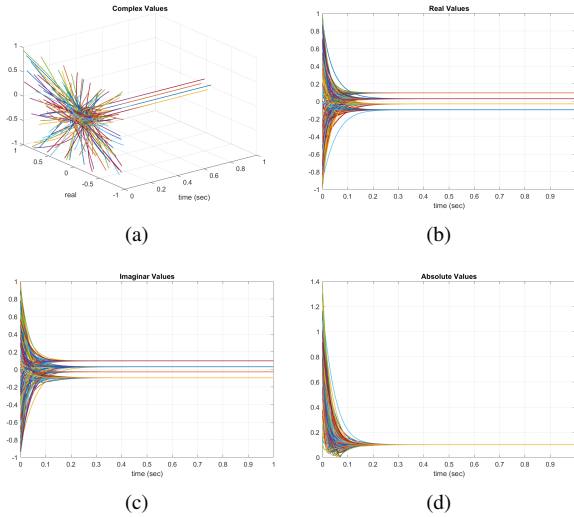 Complex Values
1
0.5
0
-0.5
-1
1
0.5
0
-0.5
-1
real
0
0.2
0.4
0.6
0.8
1
time (sec)
(a)
Real Values
1
0.8
0.6
0.4
0.2
0
-0.2
-0.4
-0.6
-0.8
-1
0 0.1 0.2 0.3 0.4 0.5 0.6 0.7 0.8 0.9
time (sec)
(b)
Imaginar Values
1
0.8
0.6
0.4
0.2
0
-0.2
-0.4
-0.6
-0.8
-1
0 0.1 0.2 0.3 0.4 0.5 0.6 0.7 0.8 0.9 1
time (sec)
(c)
Absolute Values
1.4
1.2
1
0.8
0.6
0.4
0.2
0
0 0.1 0.2 0.3 0.4 0.5 0.6 0.7 0.8 0.9
time (sec)
(d)